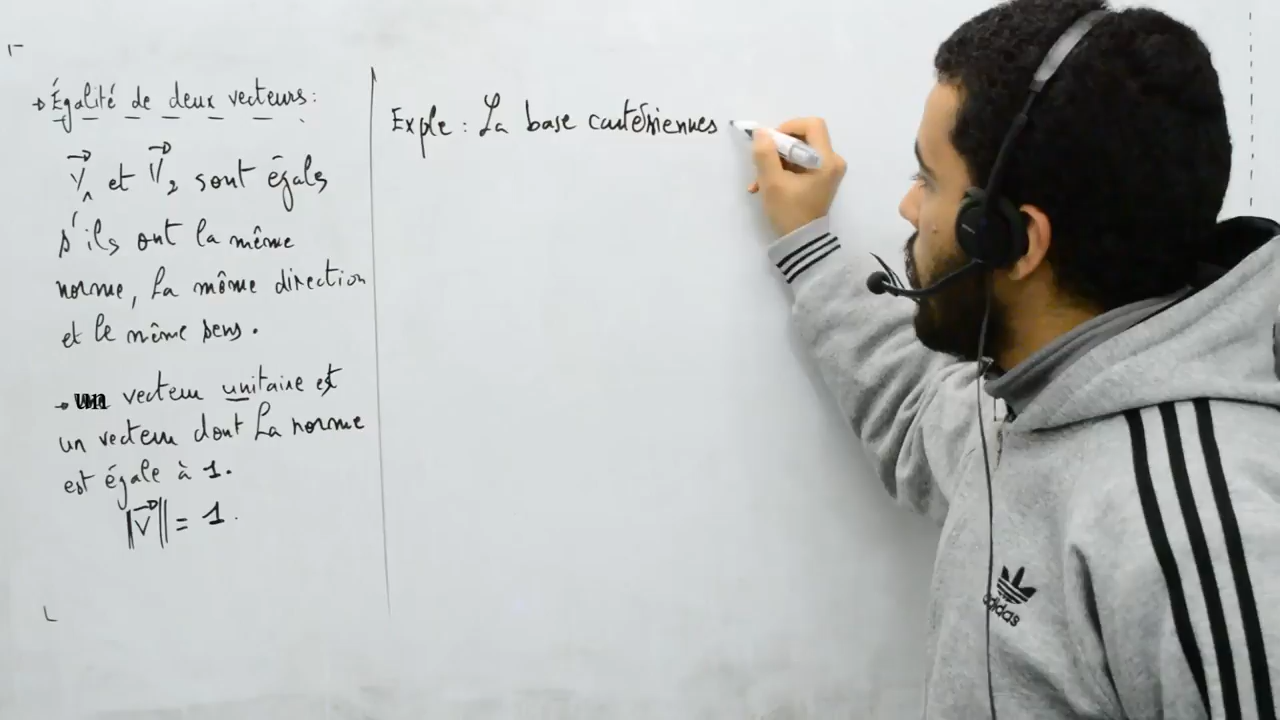 → Égalité de deux vecteurs :
V₁ et V₂ sont égals
s'ils ont la même
norme, la même direction
et le même sens.
→ un vecteur unitaire est
un vecteur dont la norme
est égale à 1.
||V|| = 1.
Exple : La base cartésiennes
adidas